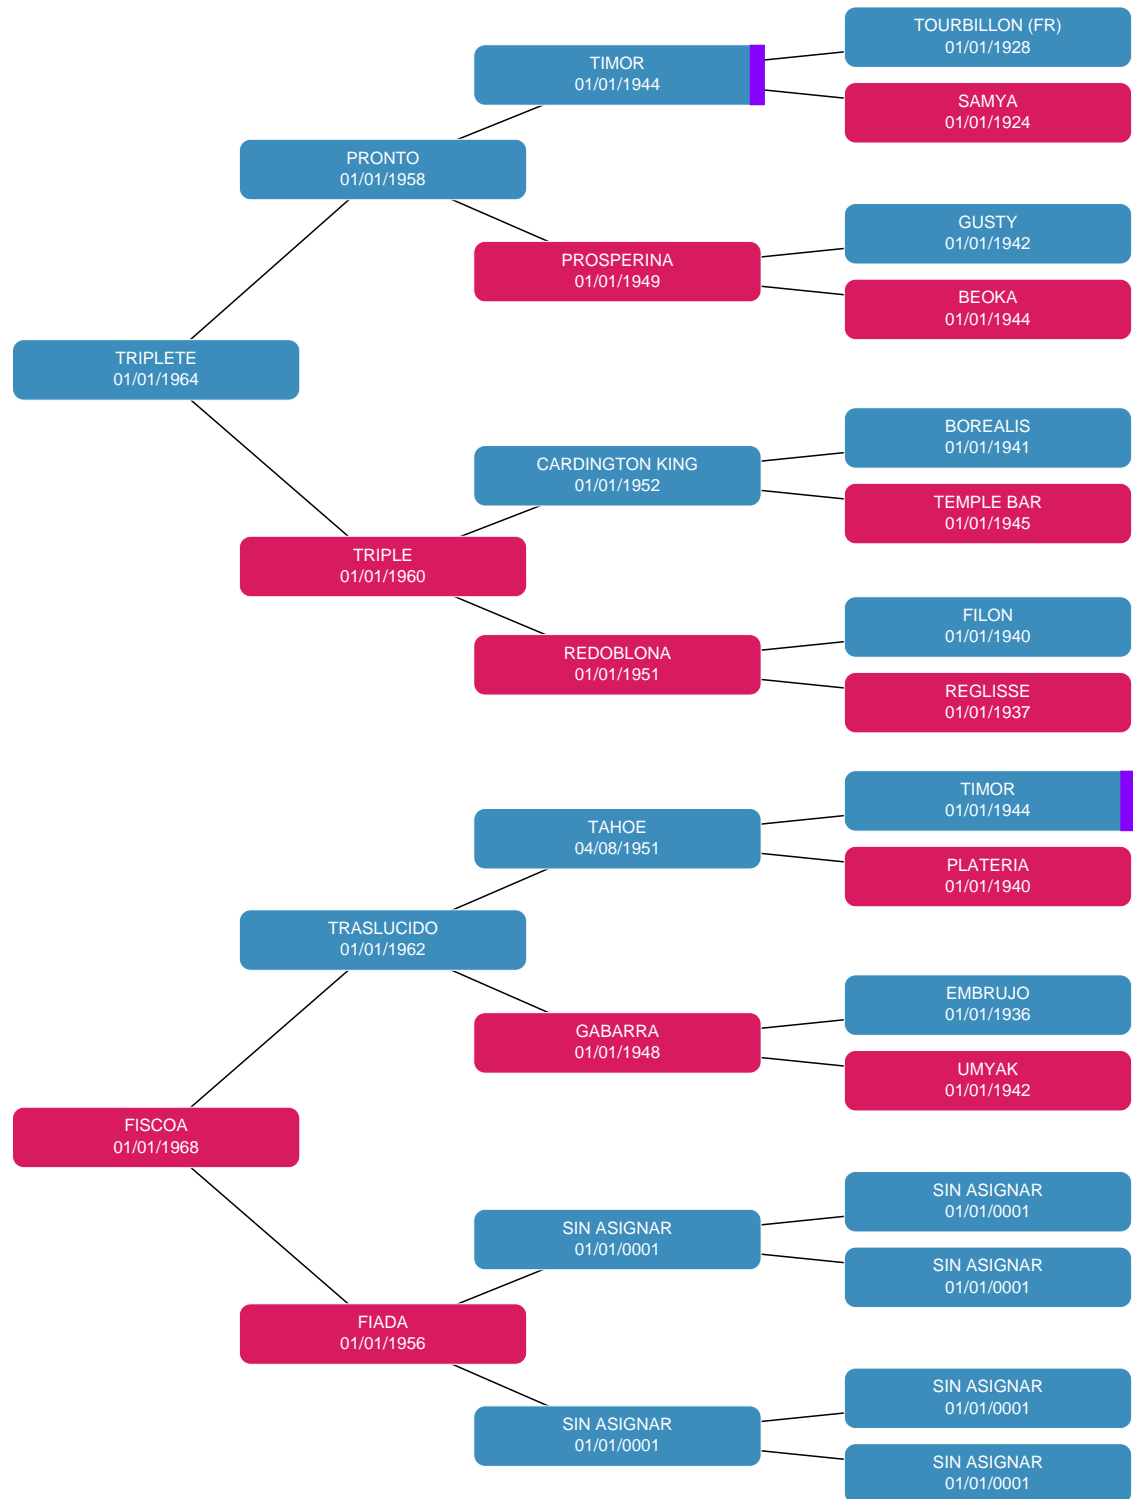 TOURBILLON (FR)
01/01/1928
TIMOR
01/01/1944
SAMYA
01/01/1924
PRONTO
01/01/1958
GUSTY
01/01/1942
PROSPERINA
01/01/1949
BEOKA
01/01/1944
TRIPLETE
01/01/1964
BOREALIS
01/01/1941
CARDINGTON KING
01/01/1952
TEMPLE BAR
01/01/1945
TRIPLE
01/01/1960
FILON
01/01/1940
REDOBLONA
01/01/1951
REGLISSE
01/01/1937
TIMOR
01/01/1944
TAHOE
04/08/1951
PLATERIA
01/01/1940
TRASLUCIDO
01/01/1962
EMBRUJO
01/01/1936
GABARRA
01/01/1948
UMYAK
01/01/1942
FISCOA
01/01/1968
SIN ASIGNAR
01/01/0001
SIN ASIGNAR
01/01/0001
SIN ASIGNAR
01/01/0001
FIADA
01/01/1956
SIN ASIGNAR
01/01/0001
SIN ASIGNAR
01/01/0001
SIN ASIGNAR
01/01/0001